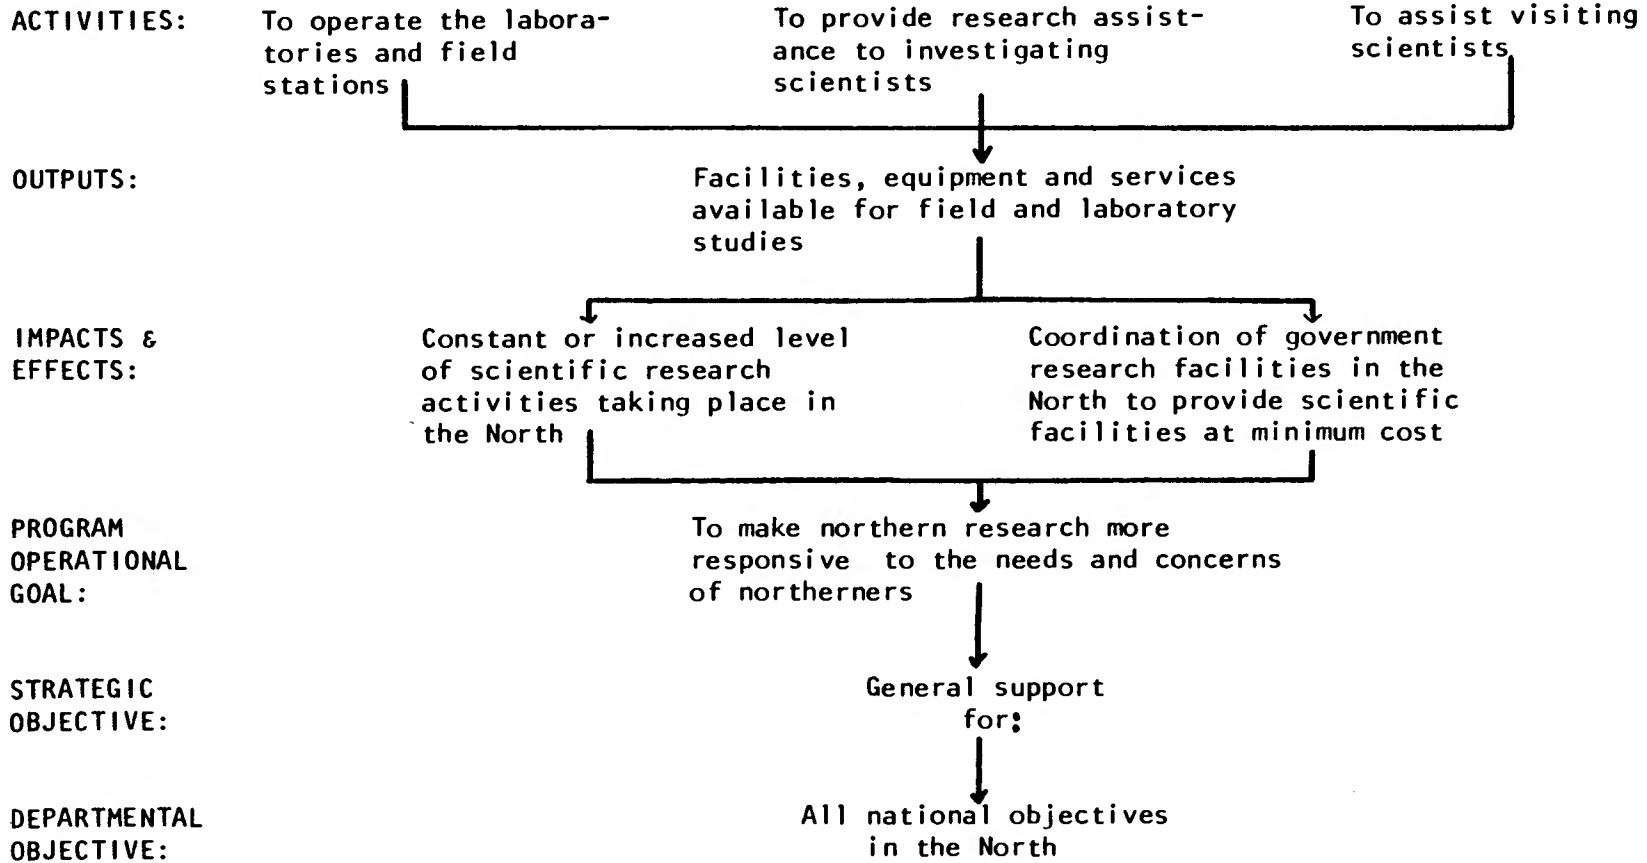 ACTIVITIES:
To operate the labora-
tories and field
stations
To provide research assist-
ance to investigating
scientists
To assist visiting
scientists
OUTPUTS:
Facilities, equipment and services
available for field and laboratory
studies
IMPACTS &
EFFECTS:
Constant or increased level
of scientific research
activities taking place in
the North
Coordination of government
research facilities in the
North to provide scientific
facilities at minimum cost
PROGRAM
OPERATIONAL
GOAL:
To make northern research more
responsive to the needs and concerns
of northerners
STRATEGIC
OBJECTIVE:
General support
for:
DEPARTMENTAL
OBJECTIVE:
All national objectives
in the North